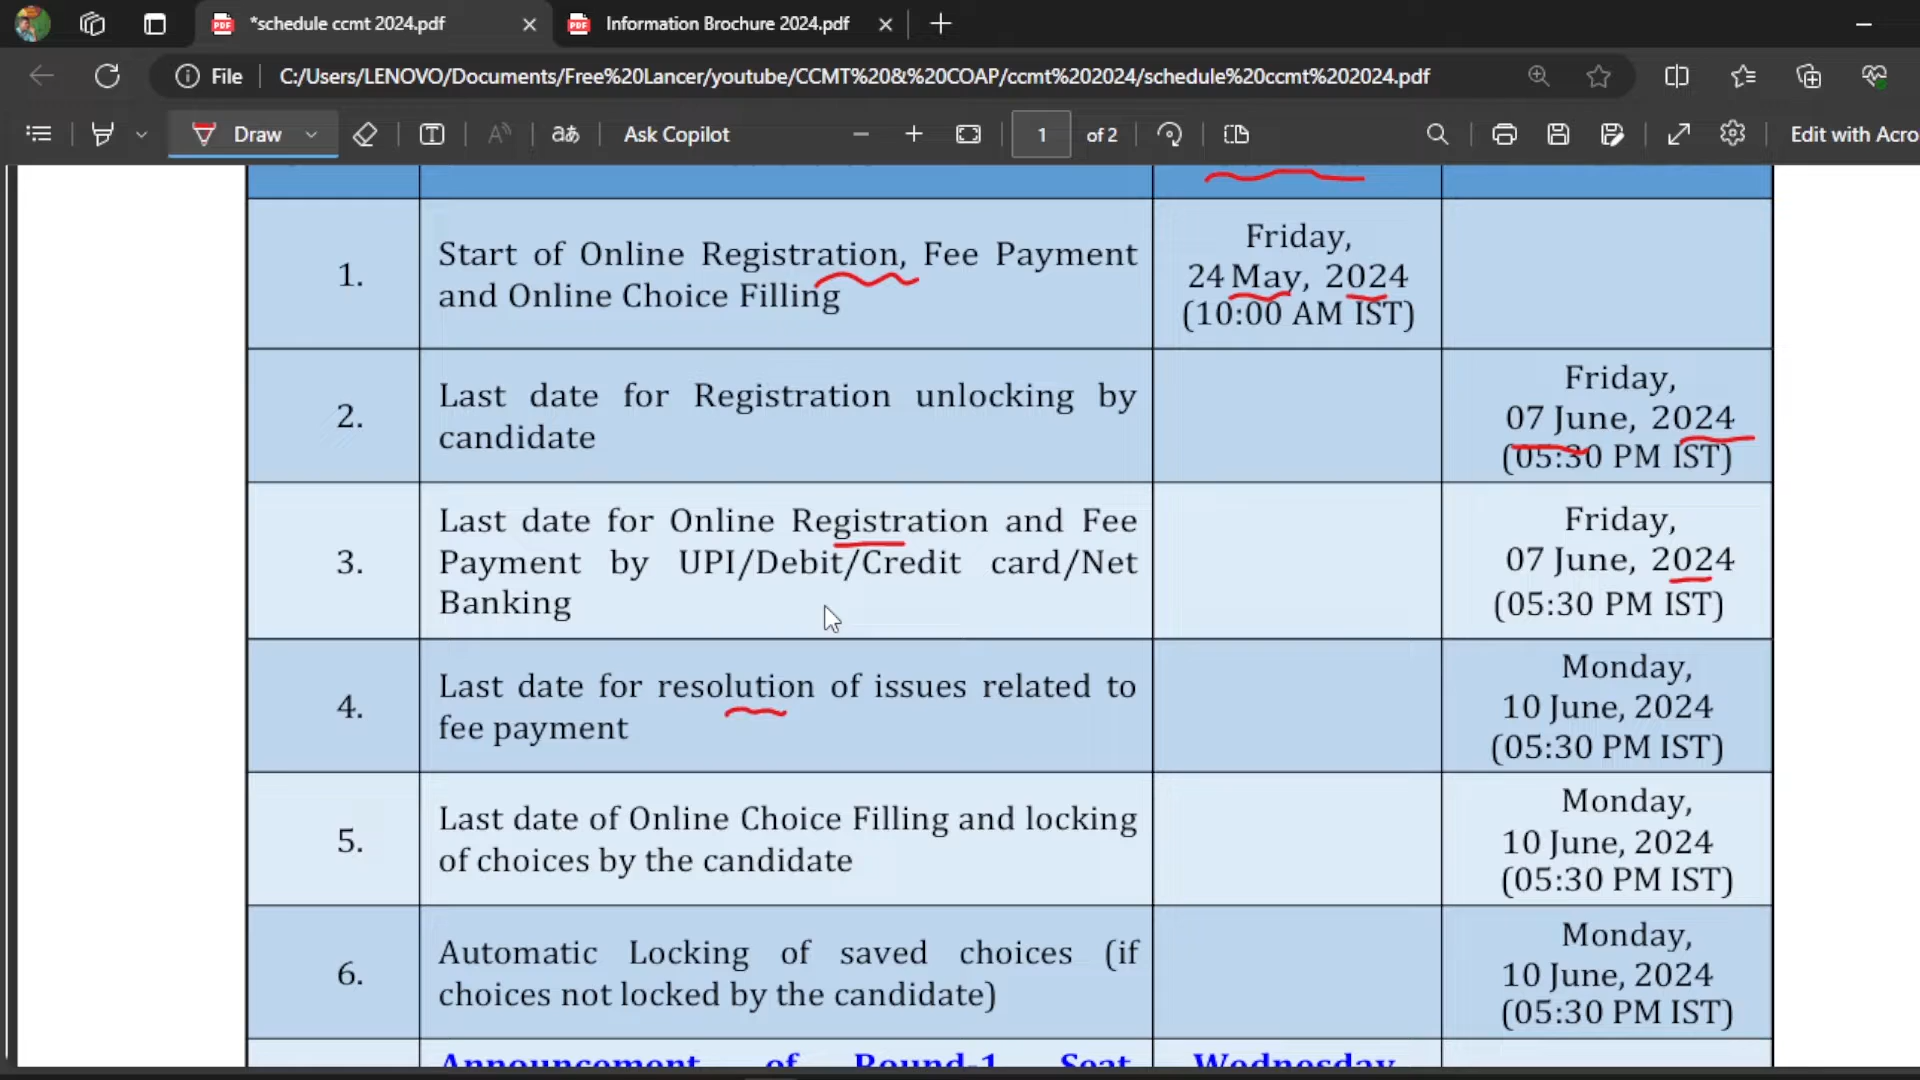 *schedule ccmt 2024.pdf
Information Brochure 2024.pdf
File
C:/Users/LENOVO/Documents/Free%20Lancer/youtube/CCMT%20&%20COAP/ccmt%202024/schedule%20ccmt%202024.pdf
Draw
Ask Copilot
1 of 2
Edit with Acro
1.
Start of Online Registration, Fee Payment
and Online Choice Filling
Friday,
24 May, 2024
(10:00 AM IST)
2.
Last date for Registration unlocking by
candidate
Friday,
07 June, 2024
(05:30 PM IST)
3.
Last date for Online Registration and Fee
Payment by UPI/Debit/Credit card/Net
Banking
Friday,
07 June, 2024
(05:30 PM IST)
4.
Last date for resolution of issues related to
fee payment
Monday,
10 June, 2024
(05:30 PM IST)
5.
Last date of Online Choice Filling and locking
of choices by the candidate
Monday,
10 June, 2024
(05:30 PM IST)
6.
Automatic Locking of saved choices (if
choices not locked by the candidate)
Monday,
10 June, 2024
(05:30 PM IST)
Announcement of Round-1 Seat
Wednesday